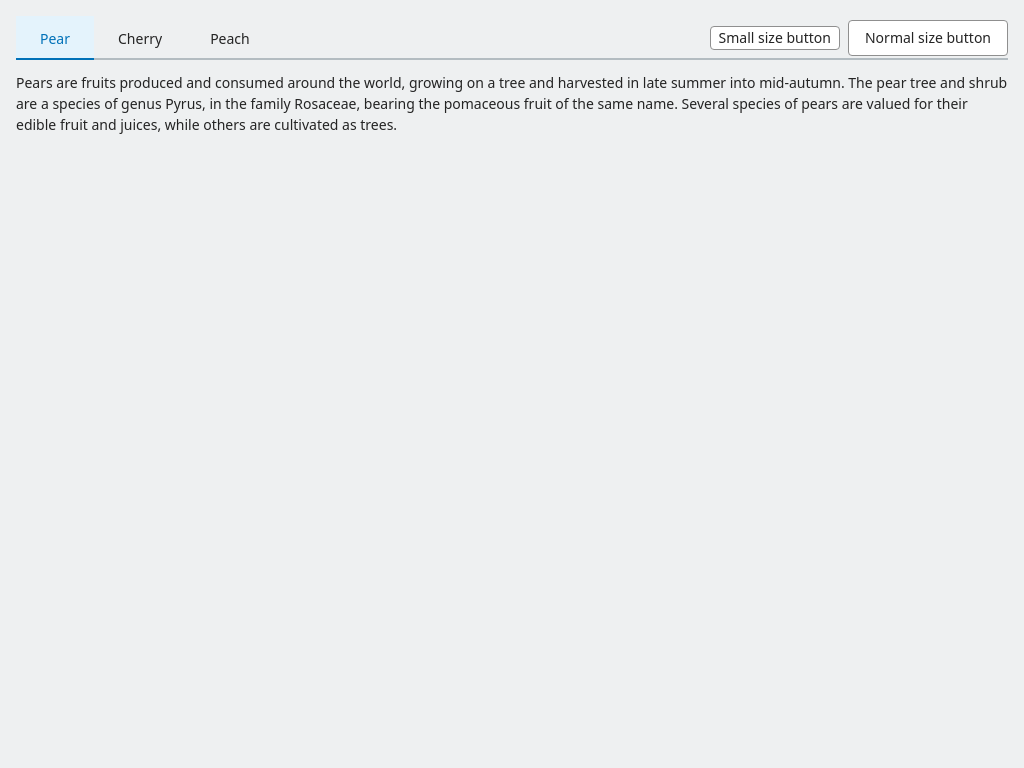 Pear Cherry Peach Small size button Normal size button
Pears are fruits produced and consumed around the world, growing on a tree and harvested in late summer into mid-autumn. The pear tree and shrub
are a species of genus Pyrus, in the family Rosaceae, bearing the pomaceous fruit of the same name. Several species of pears are valued for their
edible fruit and juices, while others are cultivated as trees.